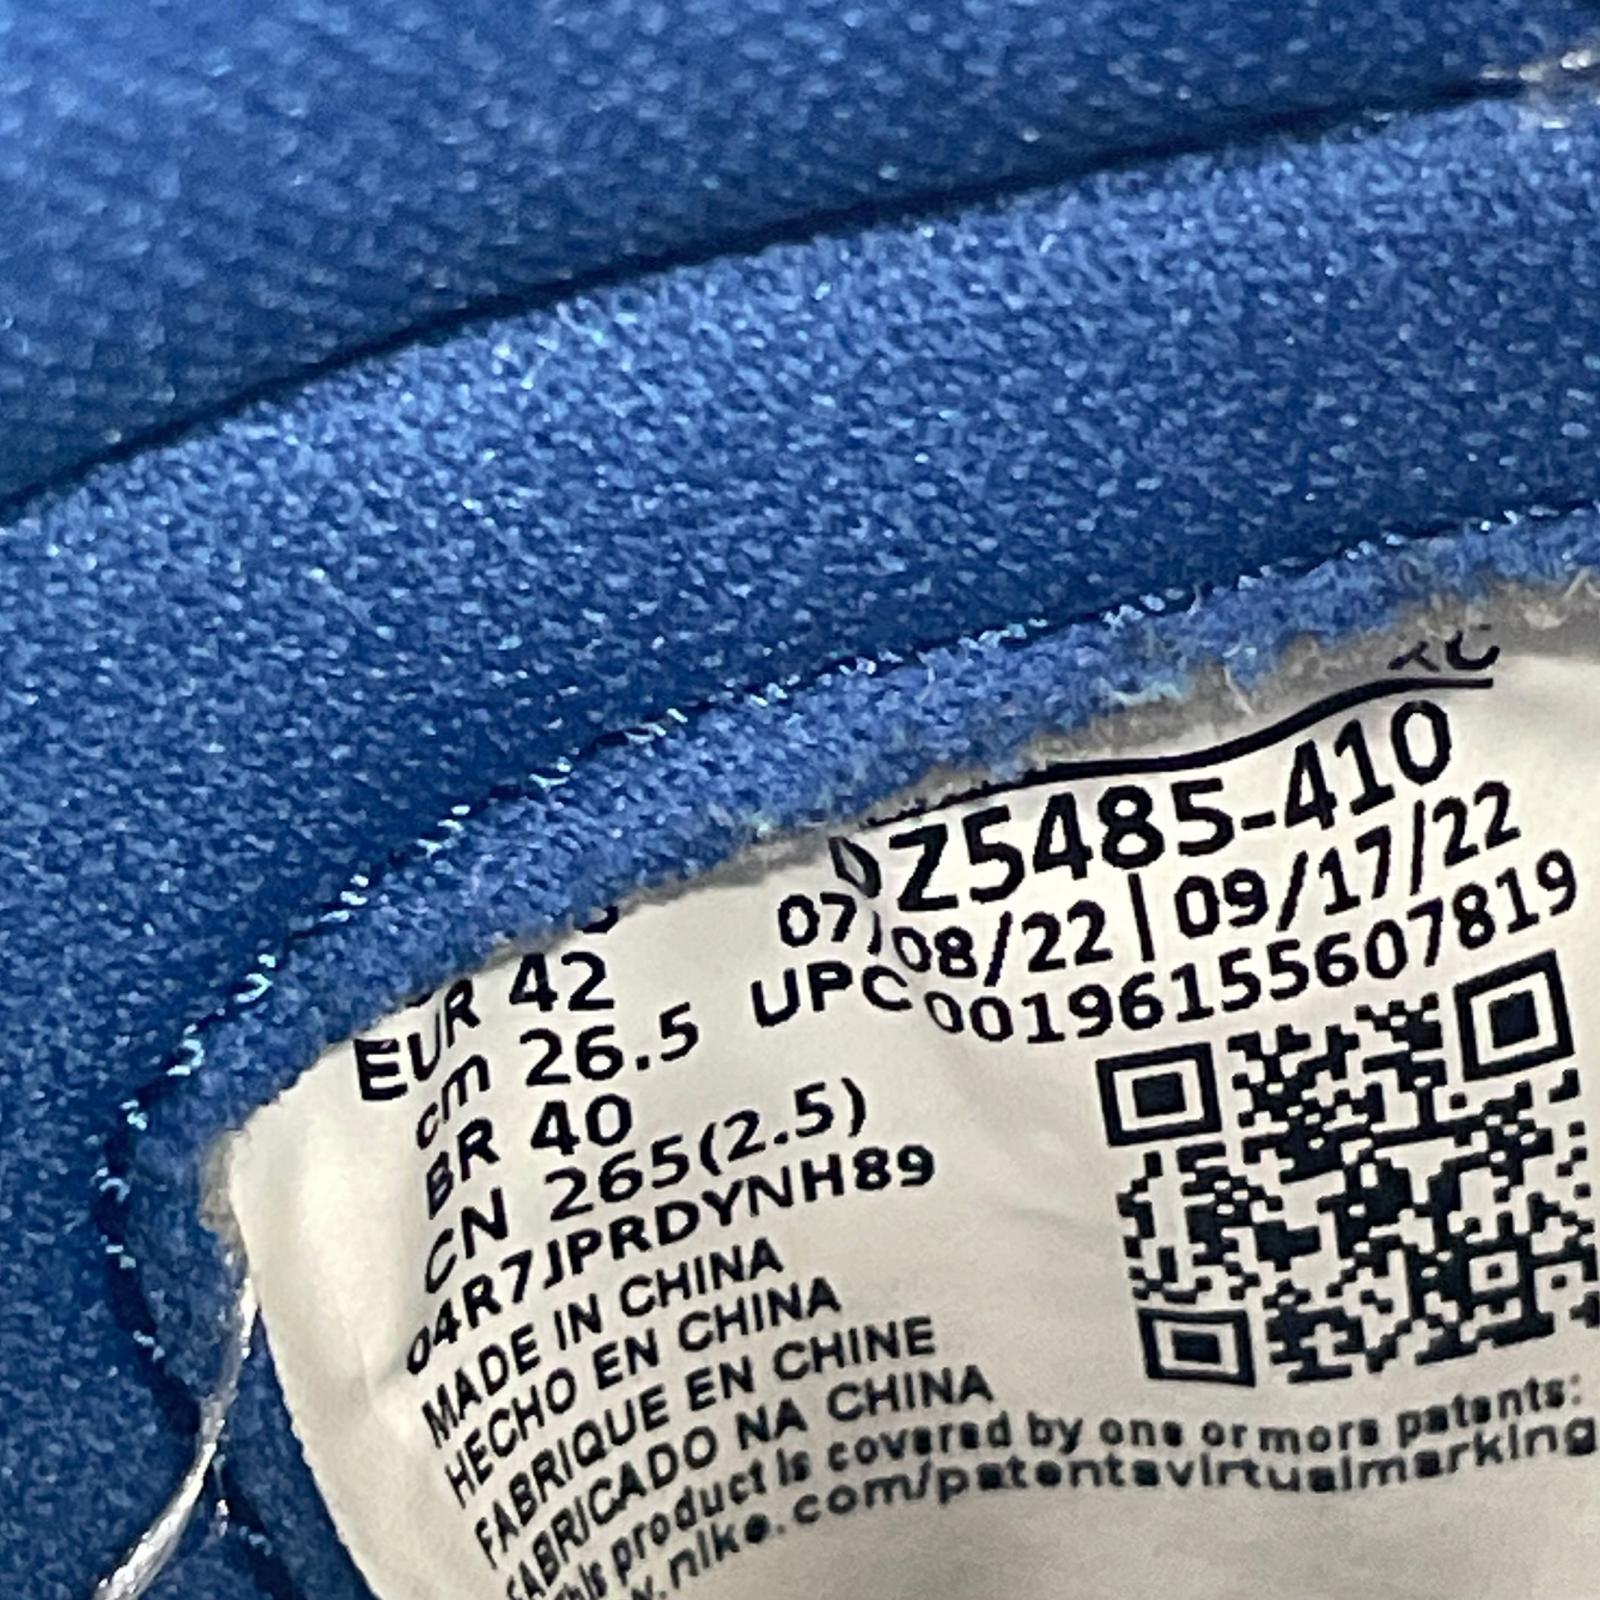 DZ5485-410
07/08/22 | 09/17/22
UPC 00196155607819
EUR 42
cm 26.5
BR 40
CN 265(2.5)
04R7JPRDYNH89
MADE IN CHINA
HECHO EN CHINA
FABRIQUE EN CHINE
FABRICADO NA CHINA
This product is covered by one or more patents:
w.nike.com/patentsvirtualmarking